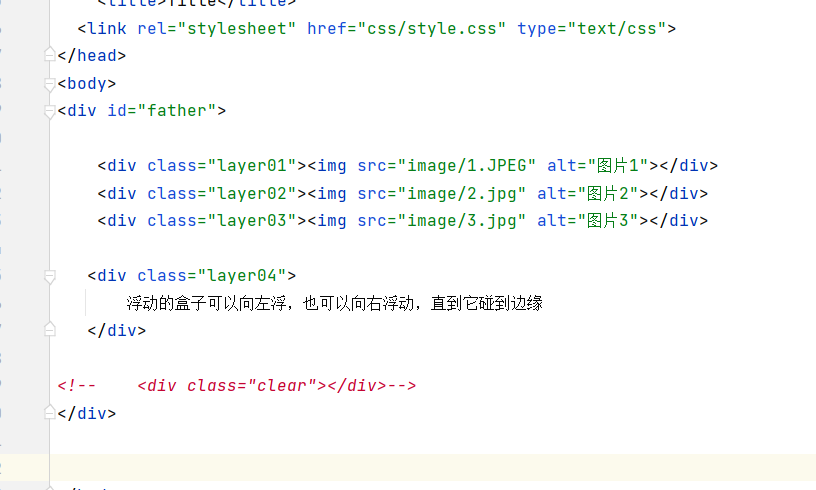 <title>Title</title>
<link rel="stylesheet" href="css/style.css" type="text/css">
</head>
<body>
<div id="father">
<div class="layer01"><img src="image/1.JPEG" alt="图片1"></div>
<div class="layer02"><img src="image/2.jpg" alt="图片2"></div>
<div class="layer03"><img src="image/3.jpg" alt="图片3"></div>
<div class="layer04">
浮动的盒子可以向左浮，也可以向右浮动，直到它碰到边缘
</div>
<!--    <div class="clear"></div>-->
</div>